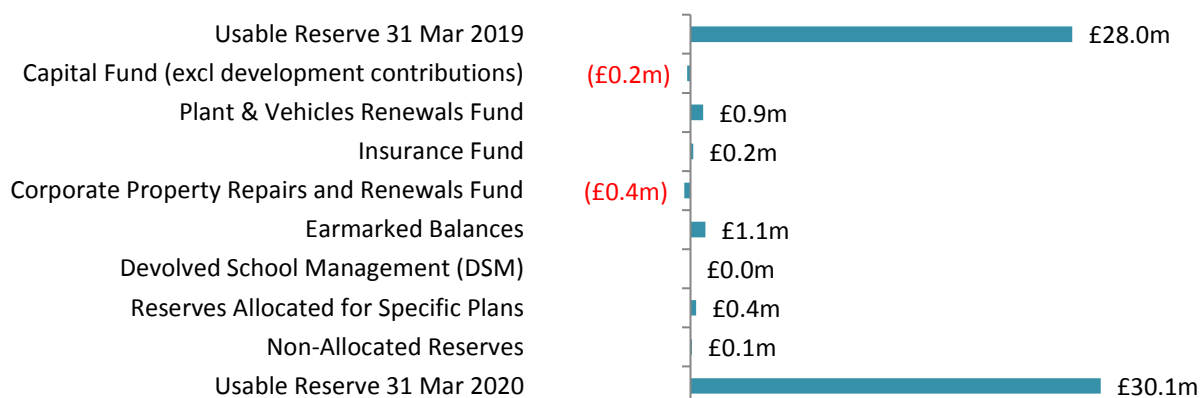 Usable Reserve 31 Mar 2019 £28.0m
Capital Fund (excl development contributions) (£0.2m)
Plant & Vehicles Renewals Fund £0.9m
Insurance Fund £0.2m
Corporate Property Repairs and Renewals Fund (£0.4m)
Earmarked Balances £1.1m
Devolved School Management (DSM) £0.0m
Reserves Allocated for Specific Plans £0.4m
Non-Allocated Reserves £0.1m
Usable Reserve 31 Mar 2020 £30.1m